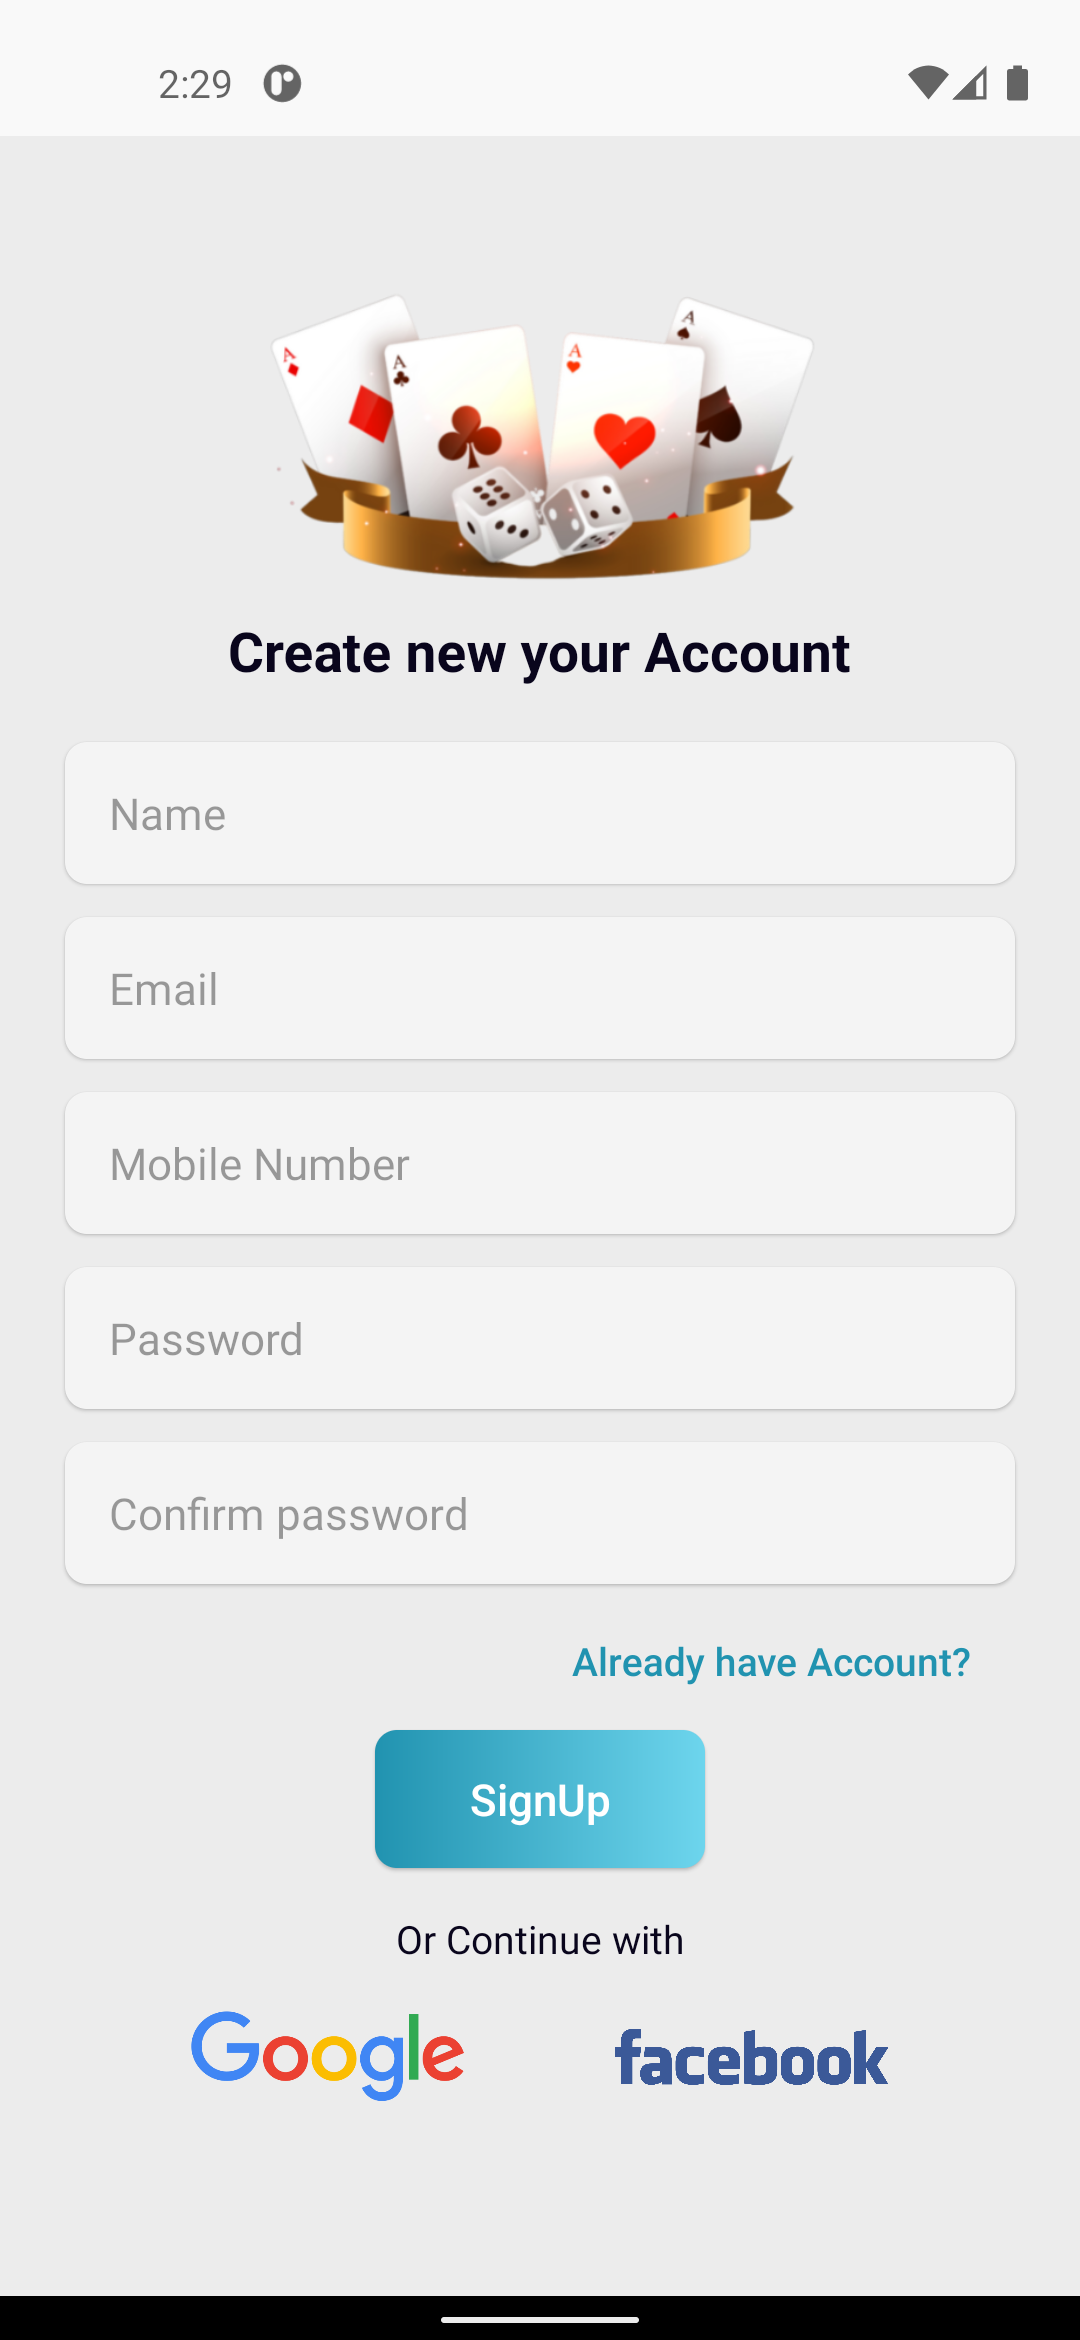 2:29
A
A
A
A
Create new your Account
Name
Email
Mobile Number
Password
Confirm password
Already have Account?
SignUp
Or Continue with
Google facebook